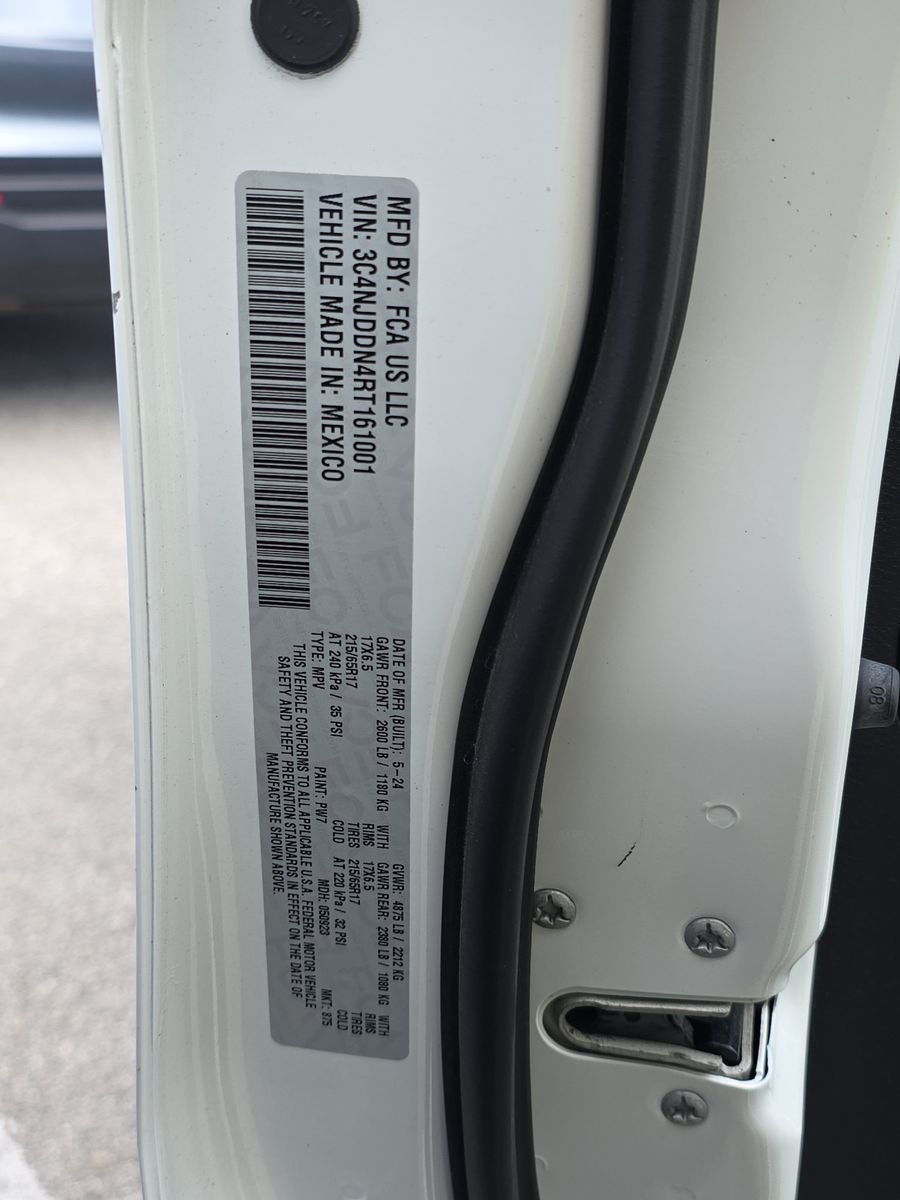 MFD BY: FCA US LLC
VIN: 3C4NJDDN4RT161001
VEHICLE MADE IN: MEXICO
DATE OF MFR (BUILT): 5-24 GVWR: 4875 LB / 2212 KG
GAWR FRONT: 2600 LB / 1180 KG WITH GAWR REAR: 2380 LB / 1080 KG WITH
17X6.5 RIMS 17X6.5 RIMS
215/65R17 TIRES 215/65R17 TIRES
AT 240 kPa / 35 PSI COLD AT 220 kPa / 32 PSI COLD
TYPE: MPV PAINT: PW7 MDH: 050923 MKT: 875
THIS VEHICLE CONFORMS TO ALL APPLICABLE U.S.A. FEDERAL MOTOR VEHICLE
SAFETY AND THEFT PREVENTION STANDARDS IN EFFECT ON THE DATE OF
MANUFACTURE SHOWN ABOVE.
08